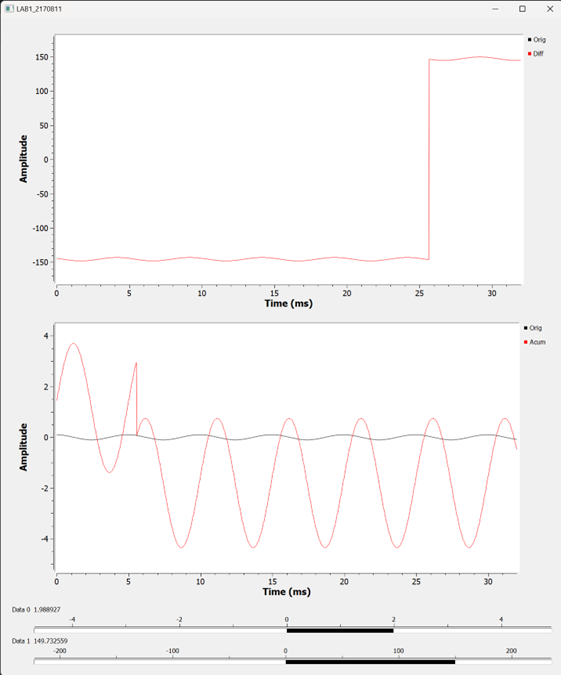 LAB1_2170811
Orig
Diff
150
100
50
0
-50
-100
-150
Amplitude
0 5 10 15 20 25 30
Time (ms)
Orig
Acum
4
2
0
-2
-4
Amplitude
0 5 10 15 20 25 30
Time (ms)
Data 0 1.988927
-4 -2 0 2 4
Data 1 149.732559
-200 -100 0 100 200